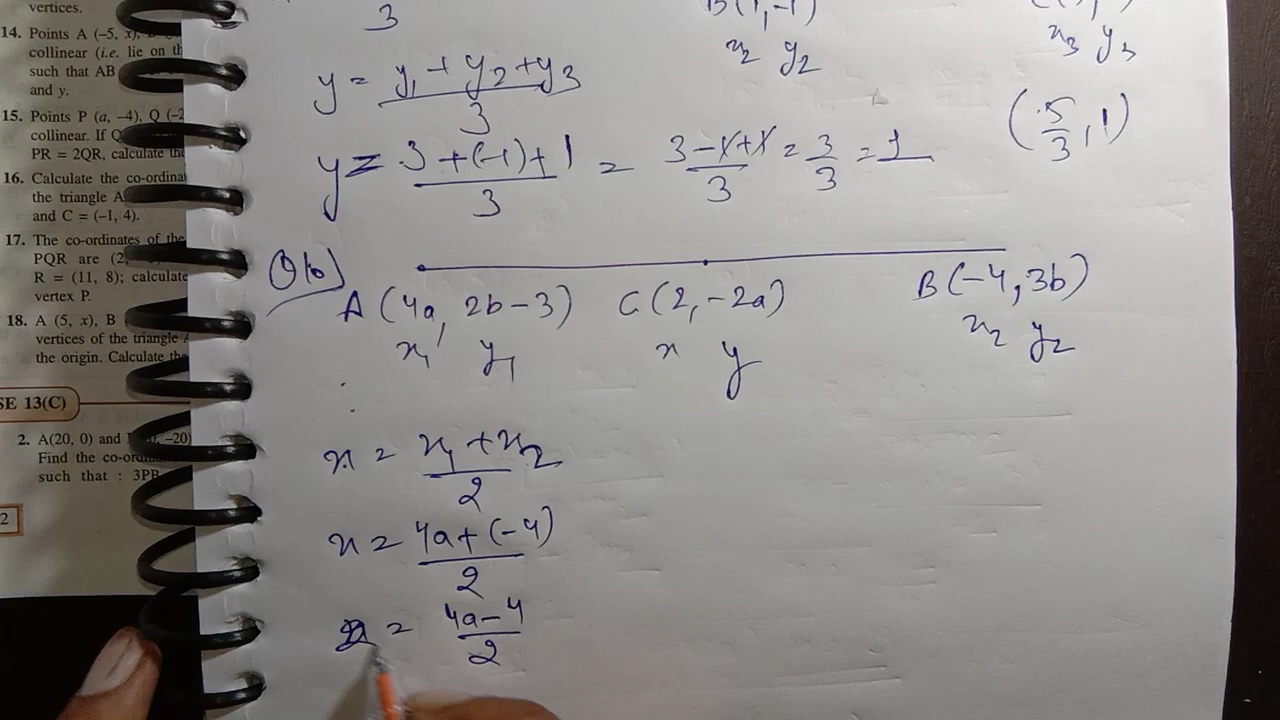 vertices.
14. Points A (–5, x),
collinear (i.e. lie on th
such that AB
and y.
15. Points P (a, –4), Q (–2
collinear. If Q
PR = 2QR, calculate the
16. Calculate the co-ordina
the triangle A
and C = (–1, 4).
17. The co-ordinates of the
PQR are (2,
R = (11, 8); calculate
vertex P.
18. A (5, x), B
vertices of the triangle
the origin. Calculate the
SE 13(C)
2. A(20, 0) and
–20)
Find the co-ordin
such that : 3PB
2
3
B(1,-1)
x2 y2
x3 y3
y = y1 + y2 + y3 / 3
y = 3 + (-1) + 1 / 3 = 3 - 1 + 1 / 3 = 3/3 = 1
(5/3, 1)
A (4a, 2b - 3) C (2, -2a) B (-4, 3b)
x1 y1 x y x2 y2
x = x1 + x2 / 2
x = 4a + (-4) / 2
= 4a - 4 / 2